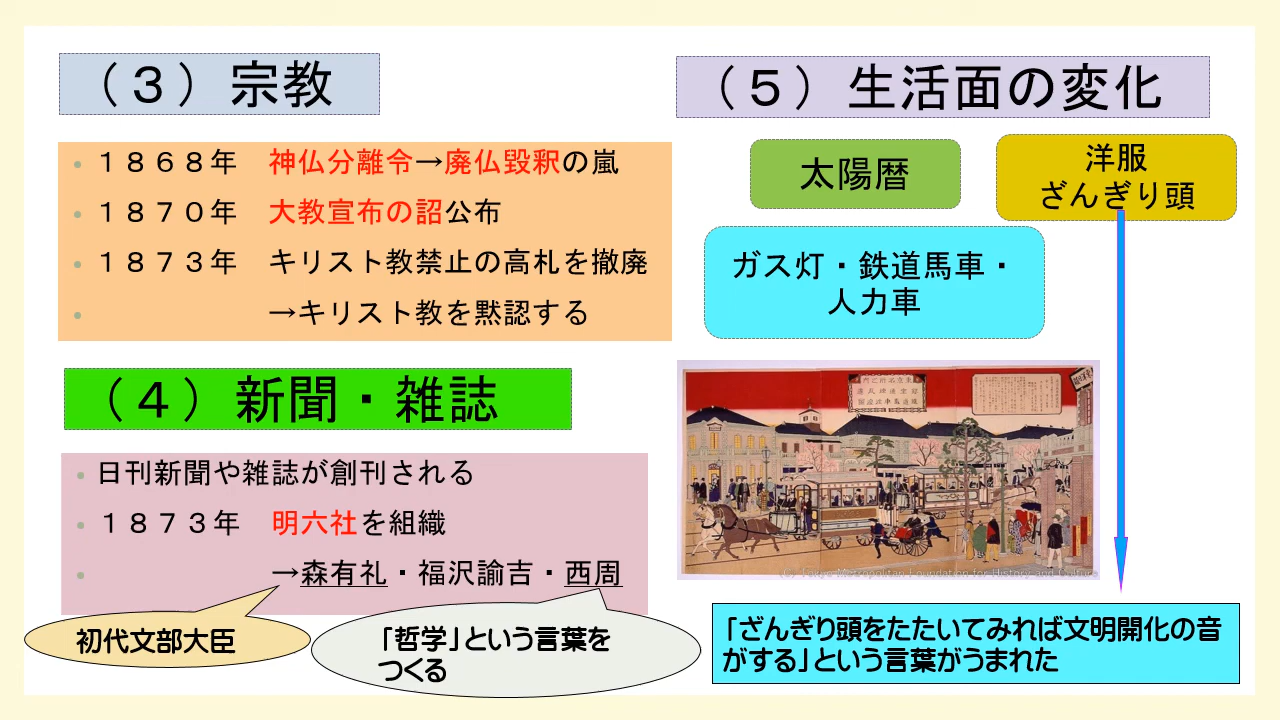 （３）宗教
１８６８年　神仏分離令→廃仏毀釈の嵐
１８７０年　大教宣布の詔公布
１８７３年　キリスト教禁止の高札を撤廃
→キリスト教を黙認する
（４）新聞・雑誌
日刊新聞や雑誌が創刊される
１８７３年　明六社を組織
→森有礼・福沢諭吉・西周
初代文部大臣
「哲学」という言葉を
つくる
（５）生活面の変化
太陽暦
洋服
ざんぎり頭
ガス灯・鉄道馬車・
人力車
(C) Tokyo Metropolitan Foundation for History and Culture
「ざんぎり頭をたたいてみれば文明開化の音
がする」という言葉がうまれた